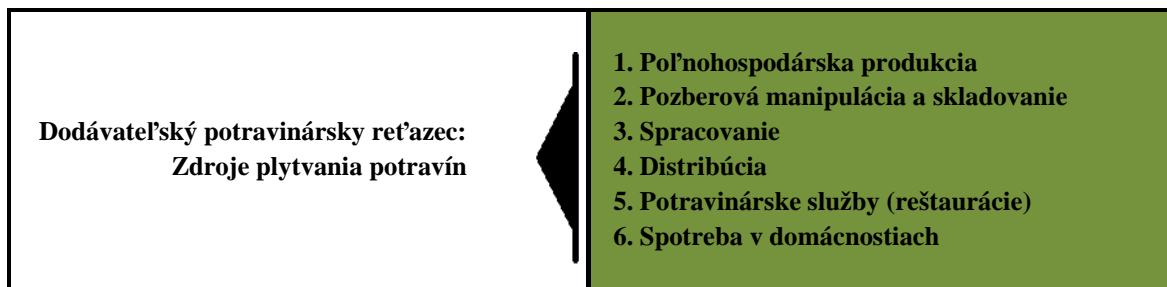 Dodávateľský potravinársky reťazec:
Zdroje plytvania potravín
1. Poľnohospodárska produkcia
2. Pozberová manipulácia a skladovanie
3. Spracovanie
4. Distribúcia
5. Potravinárske služby (reštaurácie)
6. Spotreba v domácnostiach